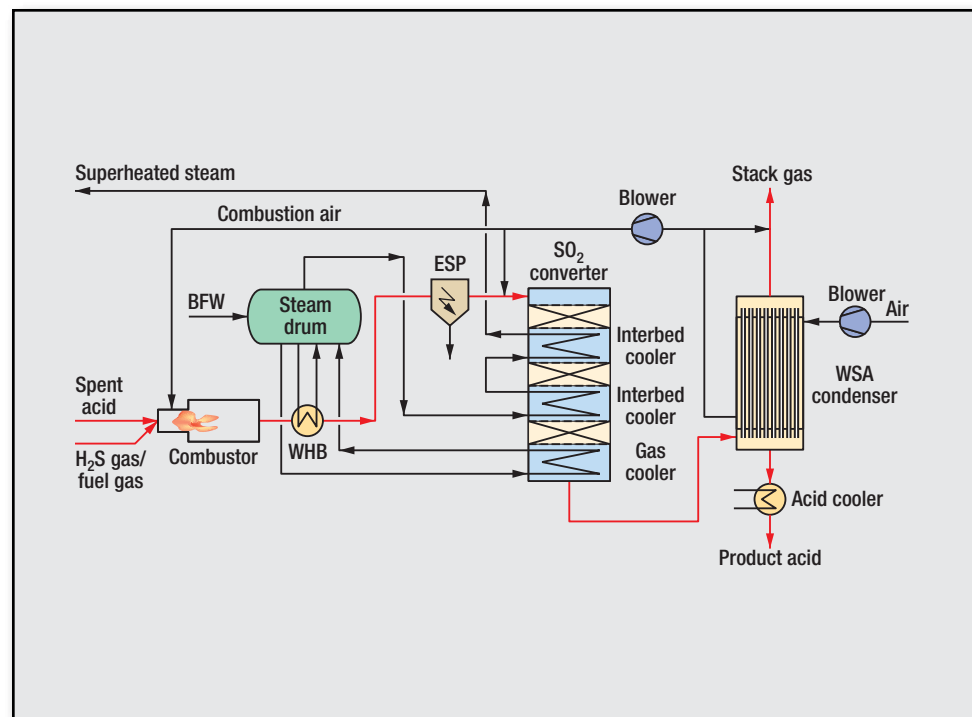 Superheated steam
Combustion air
Blower
Stack gas
SO₂
converter
ESP
BFW
Steam
drum
Blower
Air
Interbed
cooler
WSA
condenser
Spent
acid
Interbed
cooler
H₂S gas/
fuel gas
Combustor
WHB
Gas
cooler
Acid cooler
Product acid